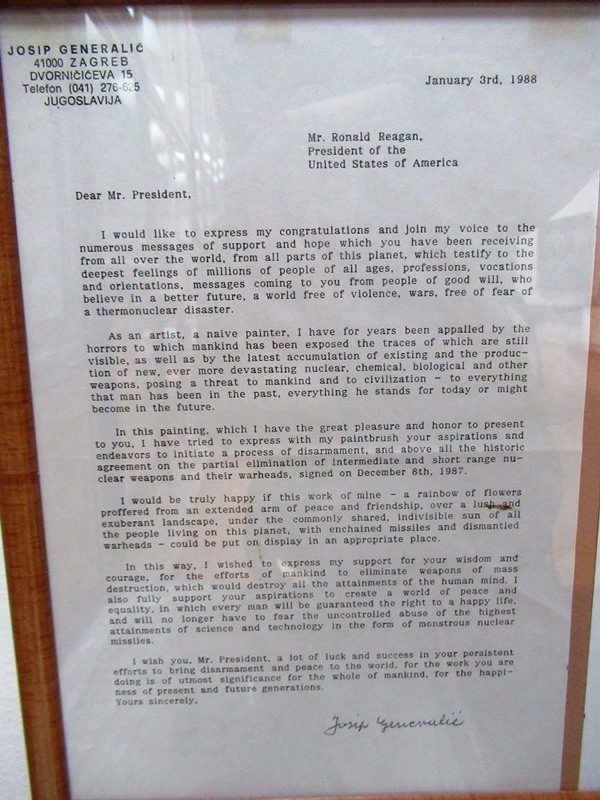 JOSIP GENERALIĆ
41000 ZAGREB
DVORNIČIĆEVA 15
Telefon (041) 276-625
JUGOSLAVIJA
January 3rd, 1988
Mr. Ronald Reagan,
President of the
United States of America
Dear Mr. President,
I would like to express my congratulations and join my voice to the
numerous messages of support and hope which you have been receiving
from all over the world, from all parts of this planet, which testify to the
deepest feelings of millions of people of all ages, professions, vocations
and orientations, messages coming to you from people of good will, who
believe in a better future, a world free of violence, wars, free of fear of
a thermonuclear disaster.
As an artist, a naive painter, I have for years been appalled by the
horrors to which mankind has been exposed the traces of which are still
visible, as well as by the latest accumulation of existing and the produc-
tion of new, ever more devastating nuclear, chemical, biological and other
weapons, posing a threat to mankind and to civilization - to everything
that man has been in the past, everything he stands for today or might
become in the future.
In this painting, which I have the great pleasure and honor to present
to you, I have tried to express with my paintbrush your aspirations and
endeavors to initiate a process of disarmament, and above all the historic
agreement on the partial elimination of intermediate and short range nu-
clear weapons and their warheads, signed on December 8th, 1987.
I would be truly happy if this work of mine - a rainbow of flowers
proffered from an extended arm of peace and friendship, over a lush and
exuberant landscape, under the commonly shared, indivisible sun of all
the people living on this planet, with enchained missiles and dismantled
warheads - could be put on display in an appropriate place.
In this way, I wished to express my support for your wisdom and
courage, for the efforts of mankind to eliminate weapons of mass
destruction, which would destroy all the attainments of the human mind. I
also fully support your aspirations to create a world of peace and
equality, in which every man will be guaranteed the right to a happy life,
and will no longer have to fear the uncontrolled abuse of the highest
attainments of science and technology in the form of monstrous nuclear
missiles.
I wish you, Mr. President, a lot of luck and success in your persistent
efforts to bring disarmament and peace to the world, for the work you are
doing is of utmost significance for the whole of mankind, for the happi-
ness of present and future generations.
Yours sincerely,
Josip Generalić